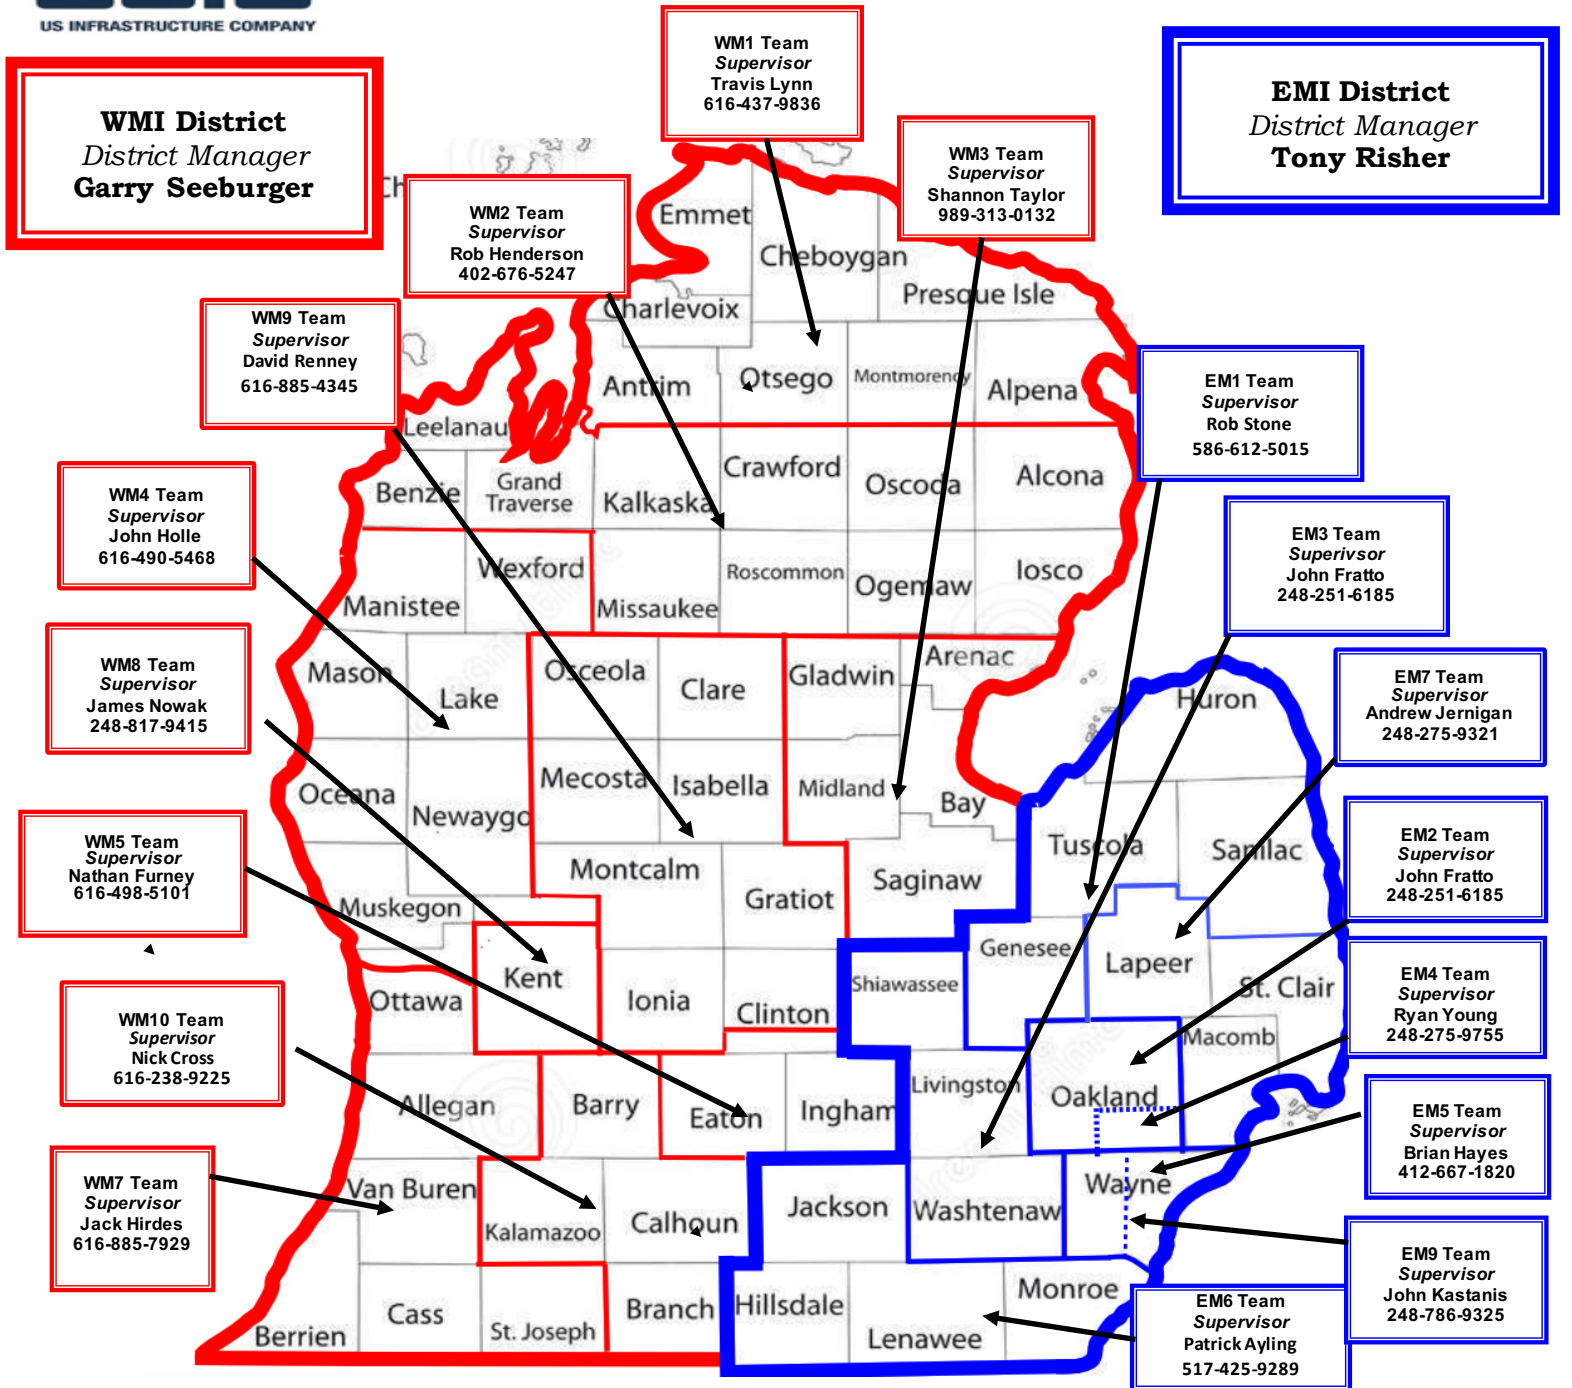 US INFRASTRUCTURE COMPANY
WMI District
District Manager
Garry Seeburger
EMI District
District Manager
Tony Risher
WM1 Team
Supervisor
Travis Lynn
616-437-9836
WM3 Team
Supervisor
Shannon Taylor
989-313-0132
WM2 Team
Supervisor
Rob Henderson
402-676-5247
WM9 Team
Supervisor
David Renney
616-885-4345
WM4 Team
Supervisor
John Holle
616-490-5468
WM8 Team
Supervisor
James Nowak
248-817-9415
WM5 Team
Supervisor
Nathan Furney
616-498-5101
WM10 Team
Supervisor
Nick Cross
616-238-9225
WM7 Team
Supervisor
Jack Hirdes
616-885-7929
EM1 Team
Supervisor
Rob Stone
586-612-5015
EM3 Team
Superivsor
John Fratto
248-251-6185
EM7 Team
Supervisor
Andrew Jernigan
248-275-9321
EM2 Team
Supervisor
John Fratto
248-251-6185
EM4 Team
Supervisor
Ryan Young
248-275-9755
EM5 Team
Supervisor
Brian Hayes
412-667-1820
EM9 Team
Supervisor
John Kastanis
248-786-9325
EM6 Team
Supervisor
Patrick Ayling
517-425-9289
Emmet
Cheboygan
Presque Isle
Charlevoix
Antrim
Otsego
Montmorency
Alpena
Leelanau
Benzie
Grand
Traverse
Kalkaska
Crawford
Oscoda
Alcona
Manistee
Wexford
Missaukee
Roscommon
Ogemaw
Iosco
Mason
Lake
Osceola
Clare
Gladwin
Arenac
Huron
Oceana
Newaygo
Mecosta
Isabella
Midland
Bay
Tuscola
Sanilac
Muskegon
Montcalm
Gratiot
Saginaw
Genesee
Lapeer
St. Clair
Ottawa
Kent
Ionia
Clinton
Shiawassee
Macomb
Allegan
Barry
Eaton
Ingham
Livingston
Oakland
Van Buren
Kalamazoo
Calhoun
Jackson
Washtenaw
Wayne
Berrien
Cass
St. Joseph
Branch
Hillsdale
Lenawee
Monroe